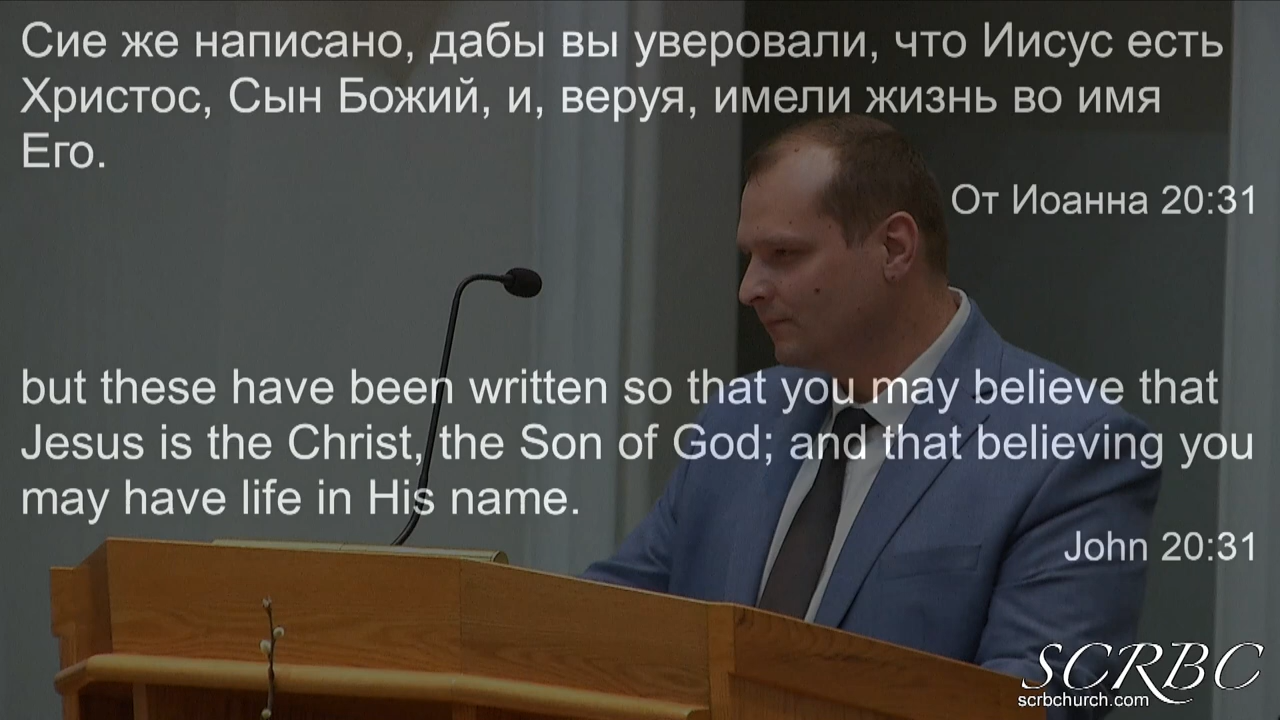 Сие же написано, дабы вы уверовали, что Иисус есть
Христос, Сын Божий, и, веруя, имели жизнь во имя
Его.
От Иоанна 20:31
but these have been written so that you may believe that
Jesus is the Christ, the Son of God; and that believing you
may have life in His name.
John 20:31
SCRBC
scrbchurch.com